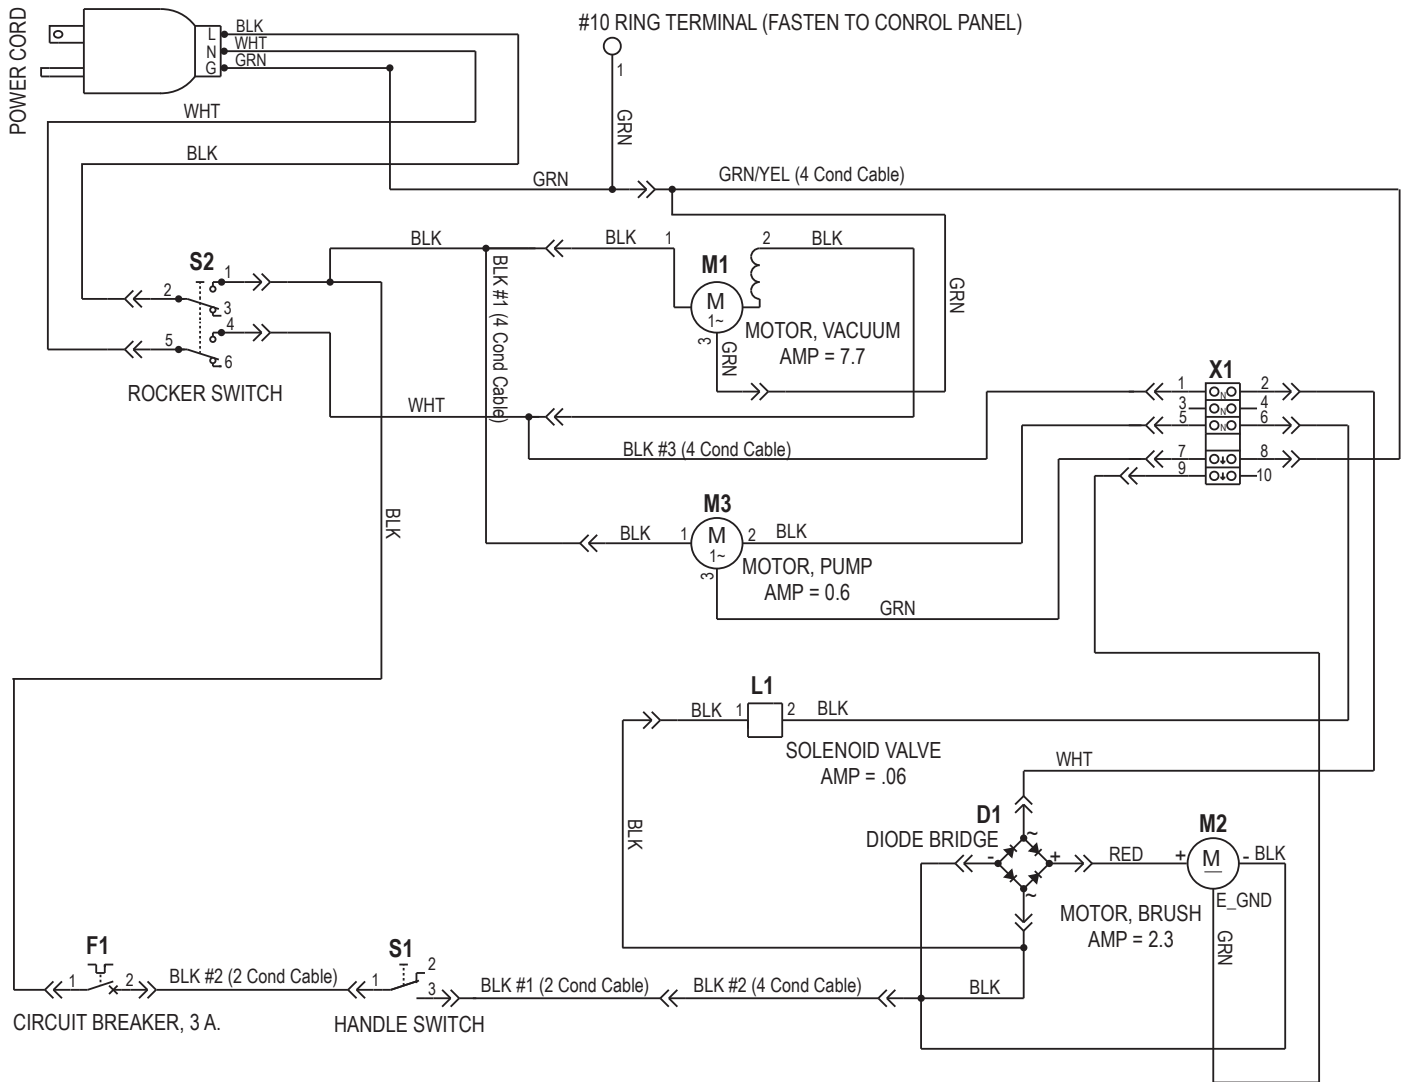 POWER CORD
L
BLK
N
WHT
G
GRN
#10 RING TERMINAL (FASTEN TO CONROL PANEL)
1
GRN
WHT
BLK
GRN
GRN/YEL (4 Cond Cable)
S2
1
2
3
4
5
6
ROCKER SWITCH
BLK
BLK
1
2
BLK
M1
M
1~
3
GRN
MOTOR, VACUUM
AMP = 7.7
GRN
BLK #1 (4 Cond Cable)
WHT
BLK #3 (4 Cond Cable)
X1
1
N
2
3
N
4
5
N
6
7
8
9
10
BLK
M3
BLK
1
M
1~
2
BLK
3
MOTOR, PUMP
AMP = 0.6
GRN
L1
BLK
1
2
BLK
SOLENOID VALVE
AMP = .06
BLK
WHT
D1
DIODE BRIDGE
~
-
+
~
RED
M2
+
M
-
BLK
E_GND
GRN
MOTOR, BRUSH
AMP = 2.3
F1
1
2
BLK #2 (2 Cond Cable)
CIRCUIT BREAKER, 3 A.
S1
1
2
3
HANDLE SWITCH
BLK #1 (2 Cond Cable)
BLK #2 (4 Cond Cable)
BLK